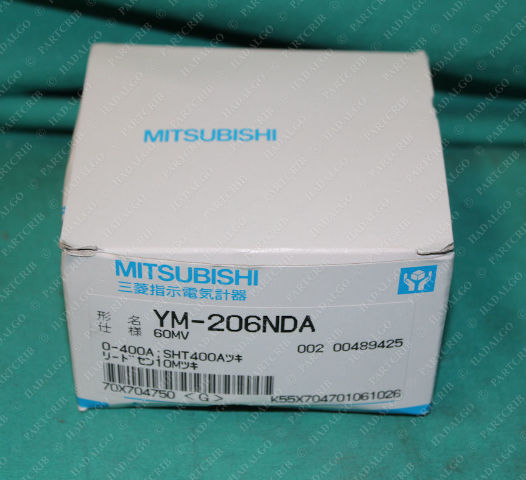 MITSUBISHI
MITSUBISHI
三菱指示電気計器
形名 YM-206NDA
仕様 60MV
002 00489425
0-400A;SHT400Aツキ
リードセン10Mツキ
70X704750 <G> K55X704701061026
PARTCRIB HADALGO